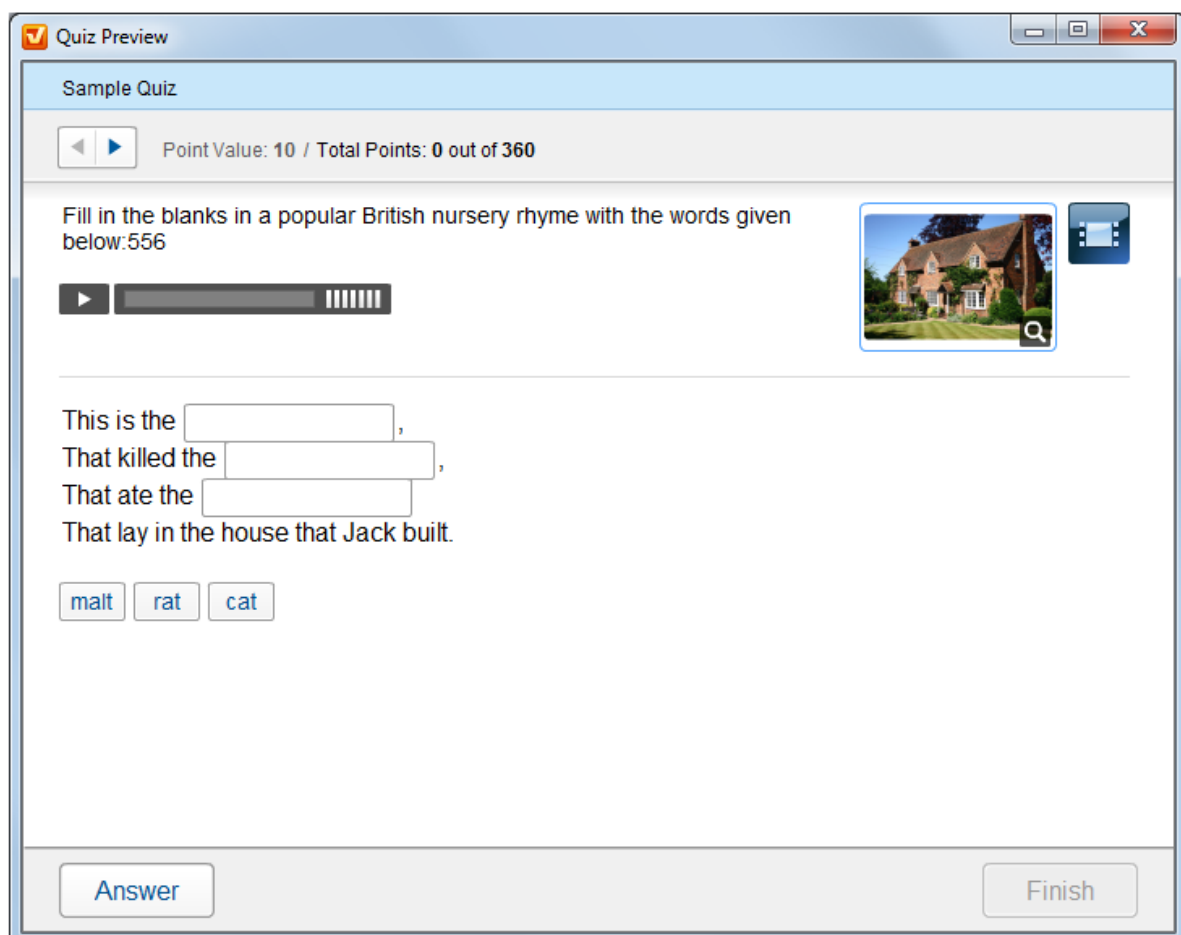 Quiz Preview
Sample Quiz
Point Value: 10 / Total Points: 0 out of 360
Fill in the blanks in a popular British nursery rhyme with the words given
below:556
This is the ,
That killed the ,
That ate the
That lay in the house that Jack built.
malt rat cat
Answer Finish